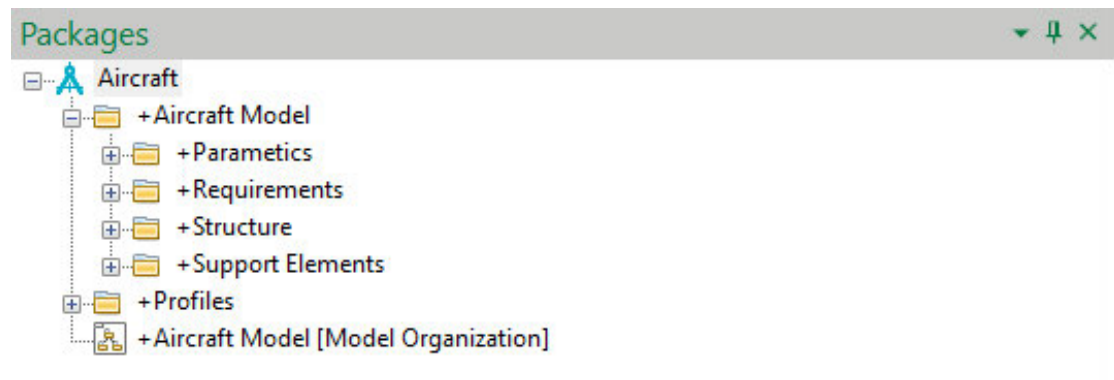 Packages
Aircraft
+Aircraft Model
+Parametics
+Requirements
+Structure
+Support Elements
+Profiles
+Aircraft Model [Model Organization]